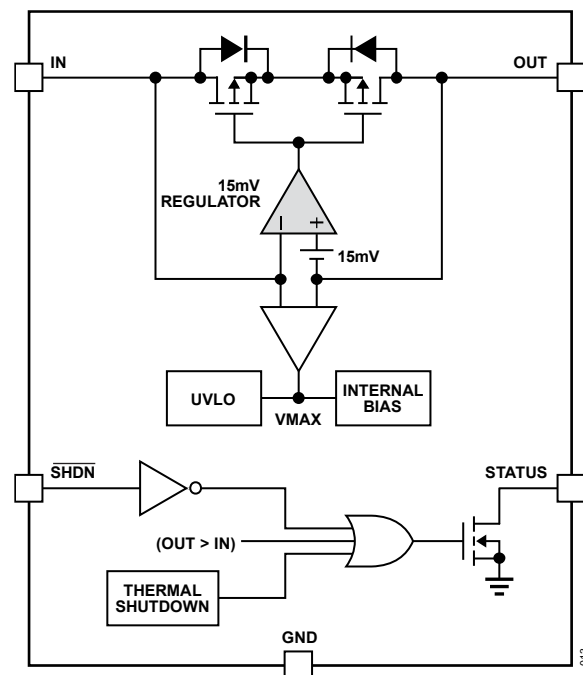 IN
OUT
15mV
REGULATOR
–
+
15mV
UVLO
INTERNAL
BIAS
VMAX
SHDN
STATUS
(OUT > IN)
THERMAL
SHUTDOWN
GND